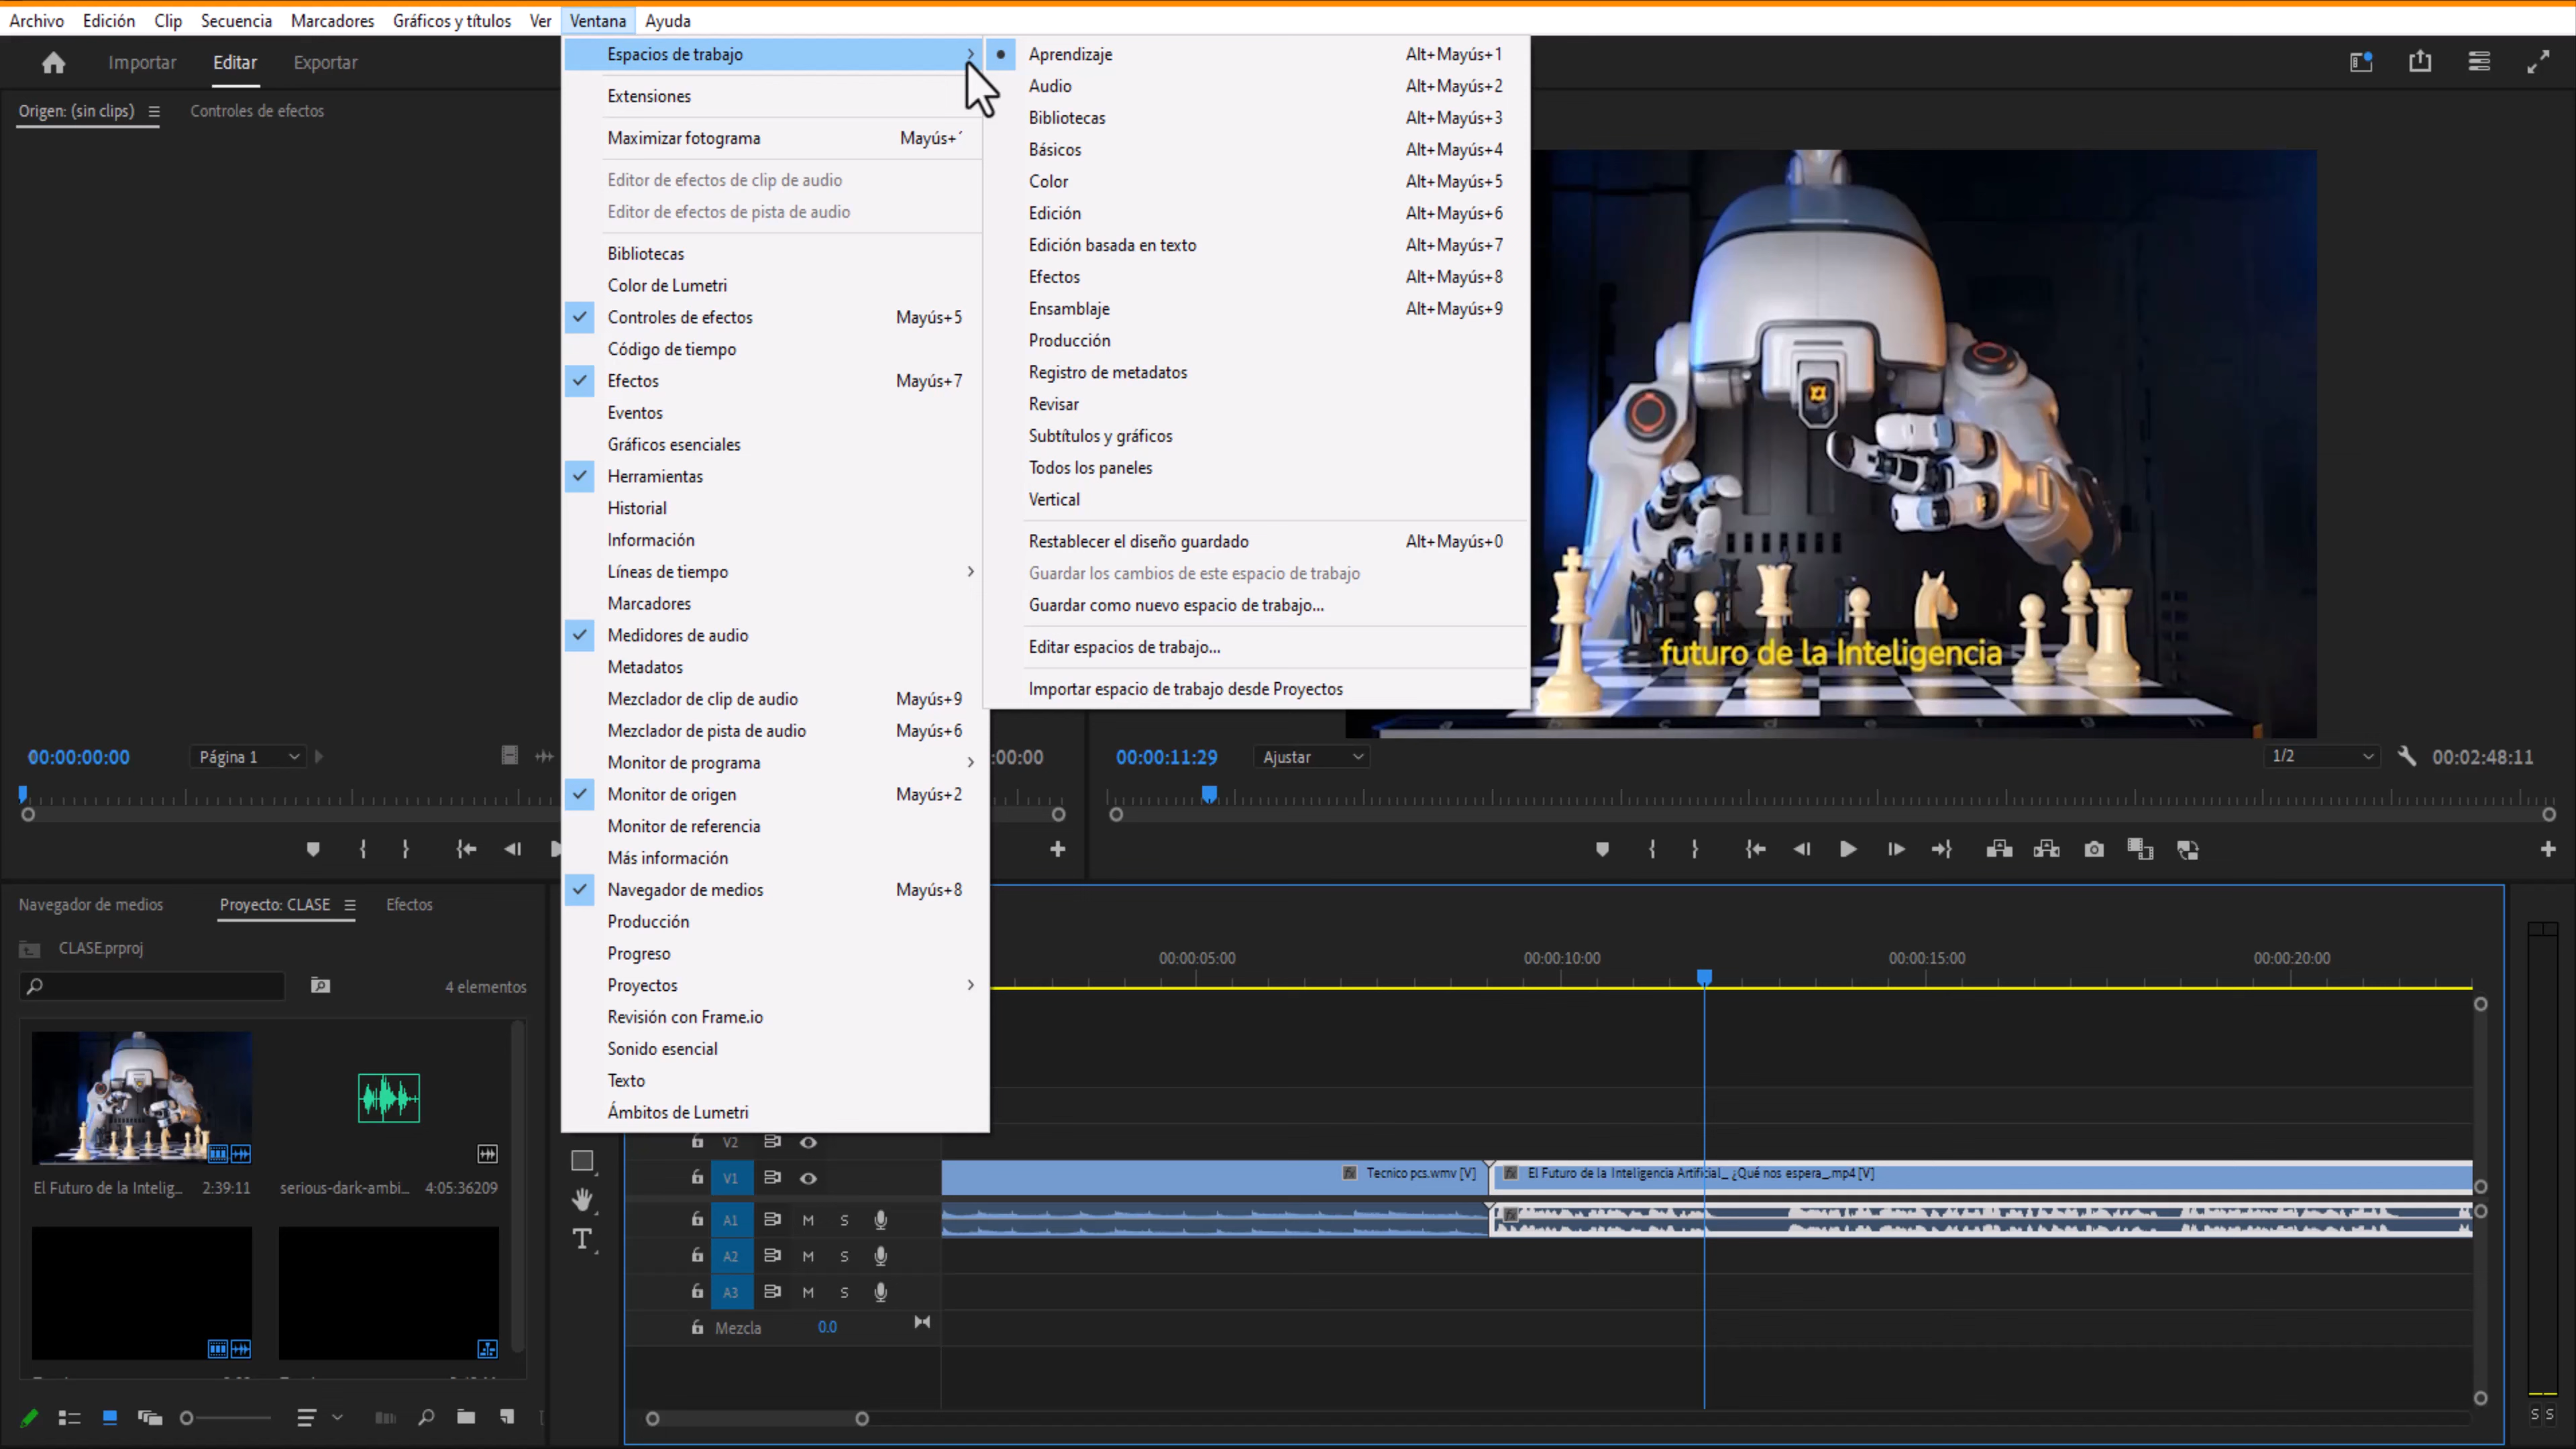 Archivo Edición Clip Secuencia Marcadores Gráficos y títulos Ver Ventana Ayuda
Importar Editar Exportar
Origen: (sin clips) Controles de efectos
Espacios de trabajo
Extensiones
Maximizar fotograma Mayús+´
Editor de efectos de clip de audio
Editor de efectos de pista de audio
Bibliotecas
Color de Lumetri
Controles de efectos Mayús+5
Código de tiempo
Efectos Mayús+7
Eventos
Gráficos esenciales
Herramientas
Historial
Información
Líneas de tiempo
Marcadores
Medidores de audio
Metadatos
Mezclador de clip de audio Mayús+9
Mezclador de pista de audio Mayús+6
Monitor de programa
Monitor de origen Mayús+2
Monitor de referencia
Más información
Navegador de medios Mayús+8
Producción
Progreso
Proyectos
Revisión con Frame.io
Sonido esencial
Texto
Ámbitos de Lumetri
Aprendizaje Alt+Mayús+1
Audio Alt+Mayús+2
Bibliotecas Alt+Mayús+3
Básicos Alt+Mayús+4
Color Alt+Mayús+5
Edición Alt+Mayús+6
Edición basada en texto Alt+Mayús+7
Efectos Alt+Mayús+8
Ensamblaje Alt+Mayús+9
Producción
Registro de metadatos
Revisar
Subtítulos y gráficos
Todos los paneles
Vertical
Restablecer el diseño guardado Alt+Mayús+0
Guardar los cambios de este espacio de trabajo
Guardar como nuevo espacio de trabajo...
Editar espacios de trabajo...
Importar espacio de trabajo desde Proyectos
futuro de la Inteligencia
00:00:00:00 Página 1 :00:00
00:00:11:29 Ajustar 1/2 00:02:48:11
Navegador de medios Proyecto: CLASE Efectos
CLASE.prproj
4 elementos
El Futuro de la Intelig... 2:39:11
serious-dark-ambi... 4:05:36209
00:00:05:00 00:00:10:00 00:00:15:00 00:00:20:00
V2
V1 Tecnico pcs.wmv [V] El Futuro de la Inteligencia Artificial_ ¿Qué nos espera_.mp4 [V]
A1 M S
A2 M S
A3 M S
Mezcla 0.0
S S